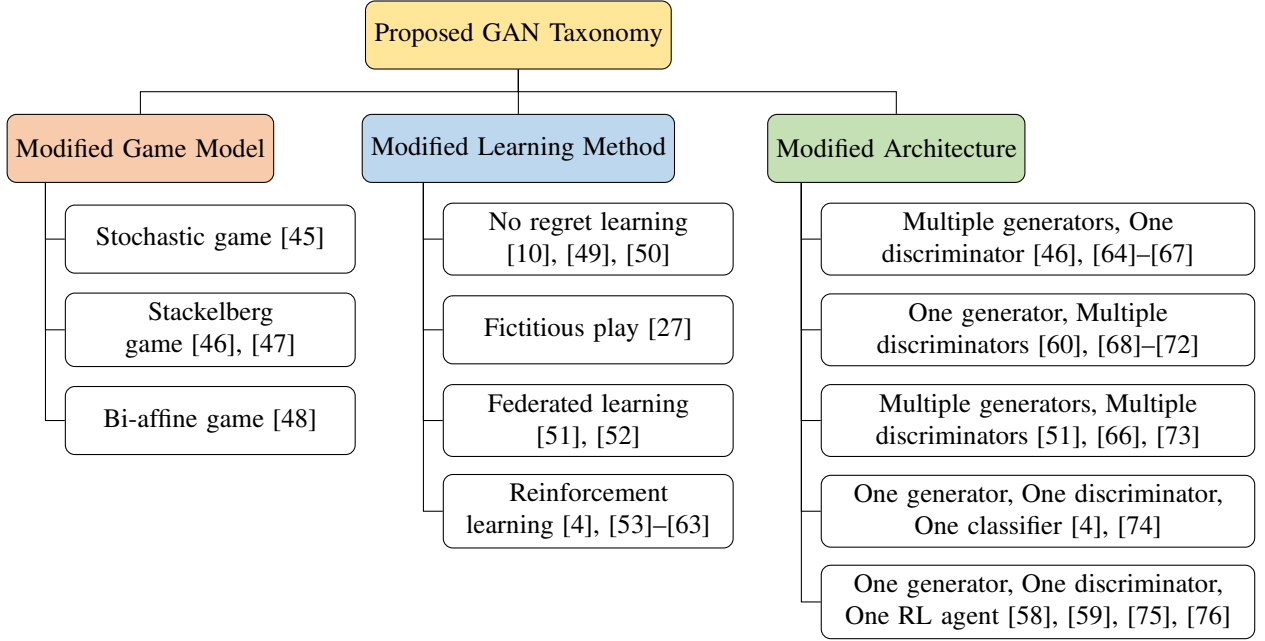 Proposed GAN Taxonomy
Modified Game Model
Stochastic game [45]
Stackelberg
game [46], [47]
Bi-affine game [48]
Modified Learning Method
No regret learning
[10], [49], [50]
Fictitious play [27]
Federated learning
[51], [52]
Reinforcement
learning [4], [53]–[63]
Modified Architecture
Multiple generators, One
discriminator [46], [64]–[67]
One generator, Multiple
discriminators [60], [68]–[72]
Multiple generators, Multiple
discriminators [51], [66], [73]
One generator, One discriminator,
One classifier [4], [74]
One generator, One discriminator,
One RL agent [58], [59], [75], [76]